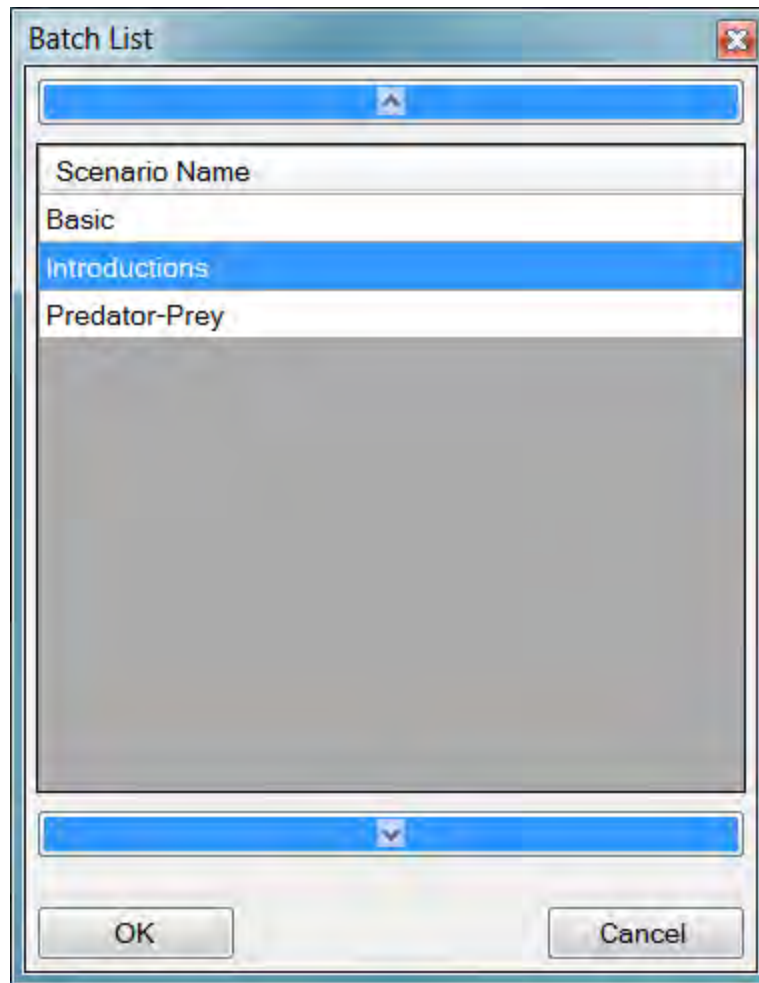 Batch List
Scenario Name
Basic
Introductions
Predator-Prey
OK
Cancel